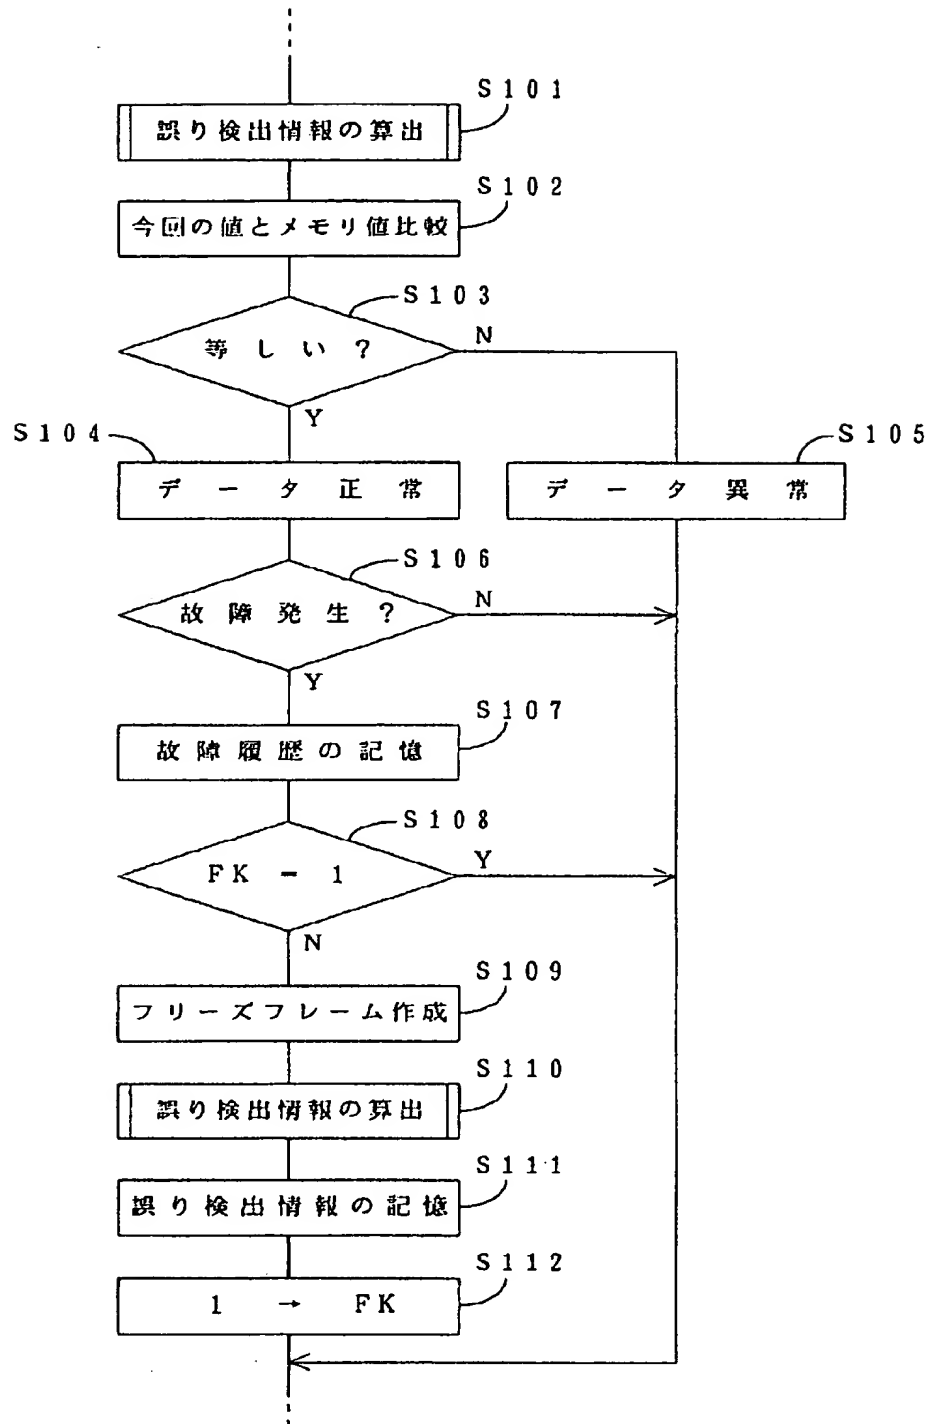 S101
誤り検出情報の算出
S102
今回の値とメモリ値比較
S103
等しい?
N
Y
S104
データ正常
S105
データ異常
S106
故障発生?
N
Y
S107
故障履歴の記憶
S108
FK = 1
Y
N
S109
フリーズフレーム作成
S110
誤り検出情報の算出
S111
誤り検出情報の記憶
S112
1 → FK